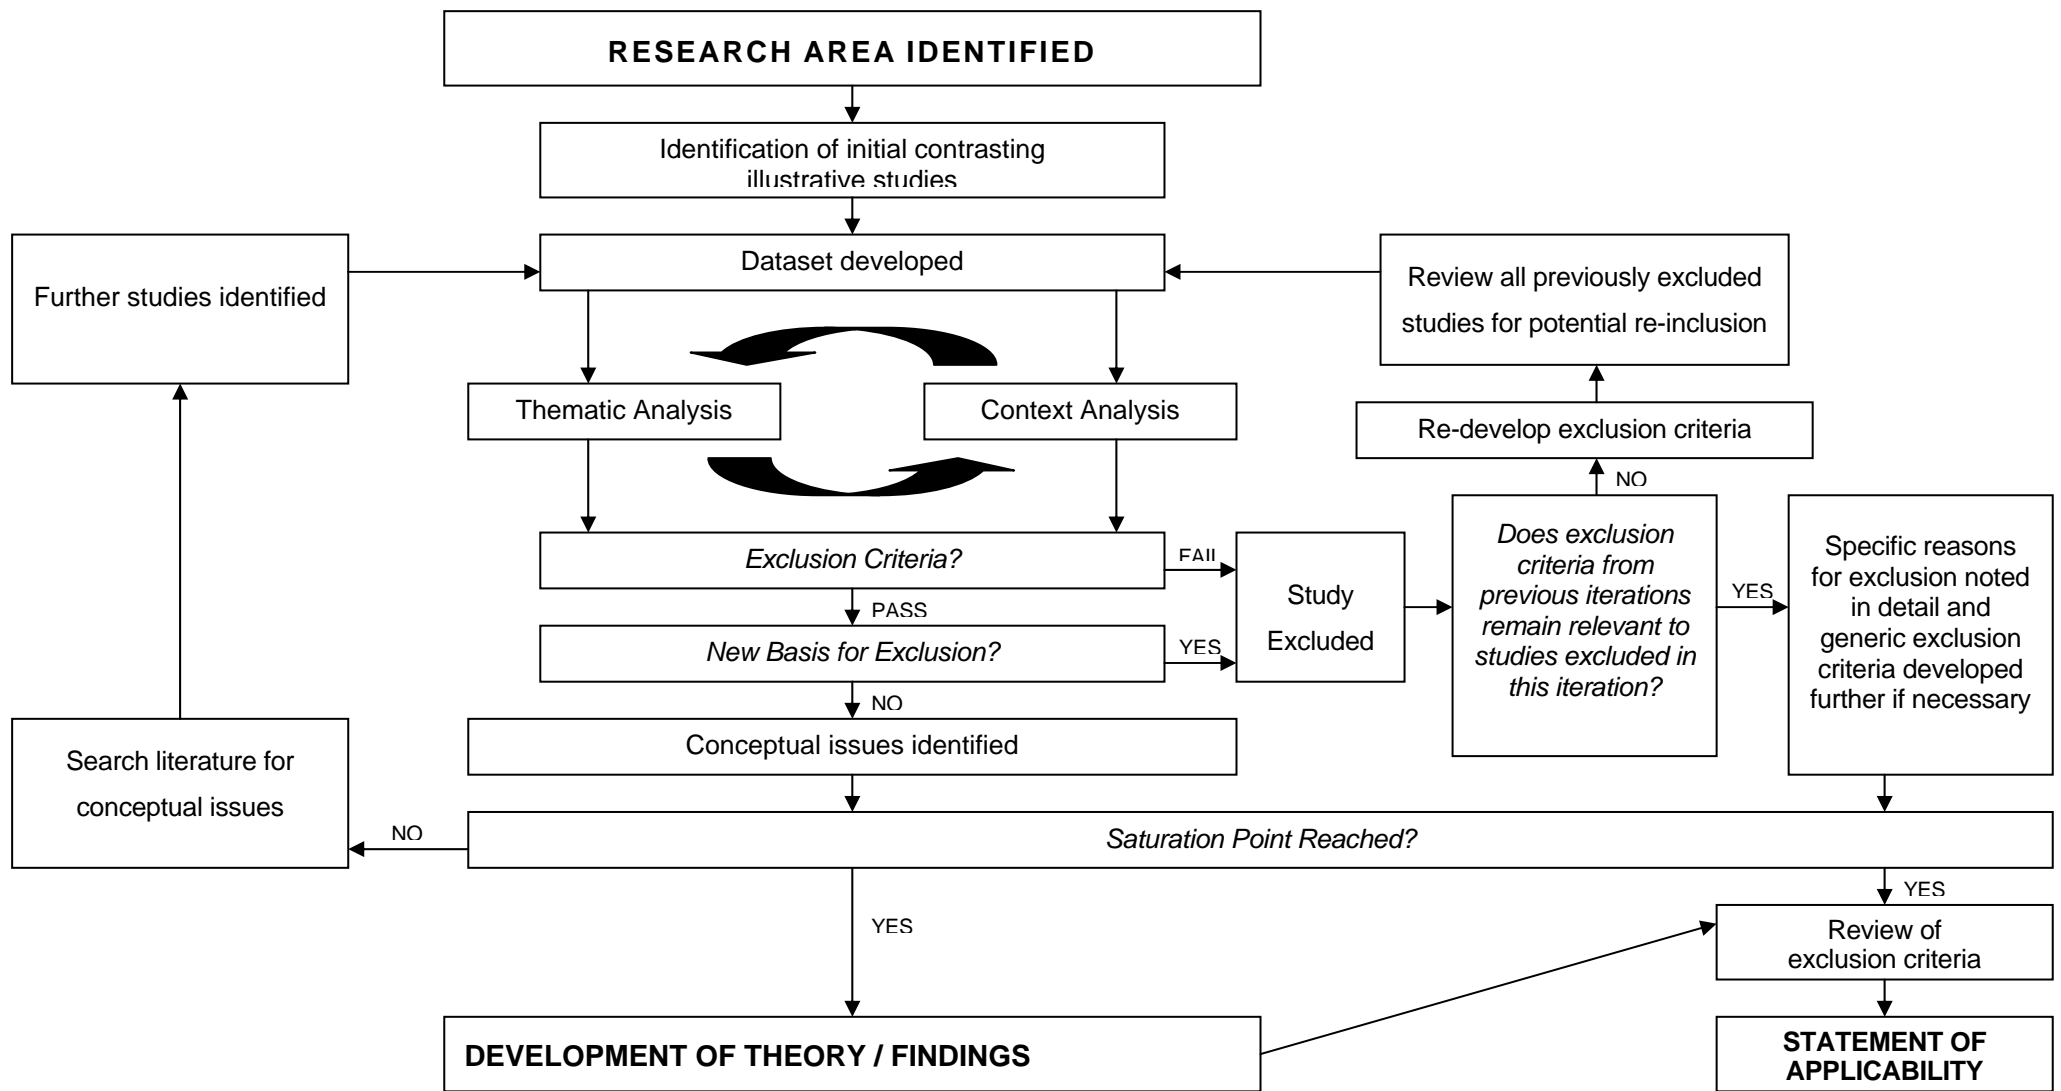 RESEARCH AREA IDENTIFIED
Identification of initial contrasting
illustrative studies
Dataset developed
Further studies identified
Review all previously excluded
studies for potential re-inclusion
Thematic Analysis
Context Analysis
Re-develop exclusion criteria
NO
Exclusion Criteria?
FAIL
PASS
New Basis for Exclusion?
YES
Study
Excluded
Does exclusion
criteria from
previous iterations
remain relevant to
studies excluded in
this iteration?
YES
Specific reasons
for exclusion noted
in detail and
generic exclusion
criteria developed
further if necessary
NO
Conceptual issues identified
Search literature for
conceptual issues
NO
Saturation Point Reached?
YES
YES
Review of
exclusion criteria
DEVELOPMENT OF THEORY / FINDINGS
STATEMENT OF
APPLICABILITY